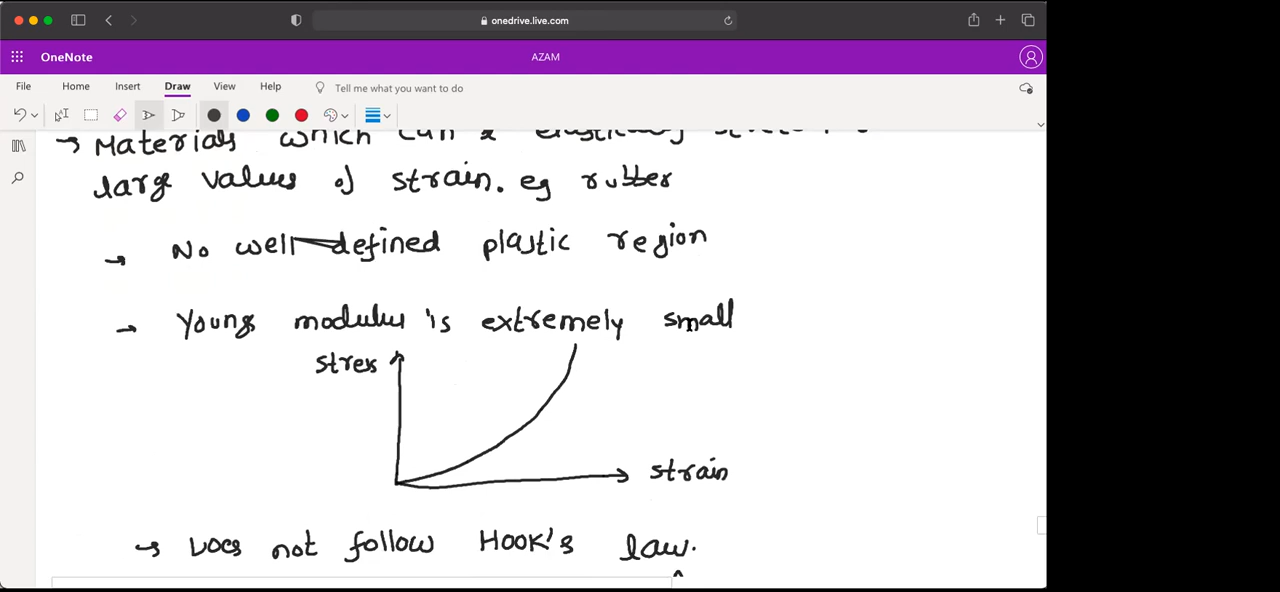 onedrive.live.com
OneNote
AZAM
File Home Insert Draw View Help Tell me what you want to do
→ Materials which can
large values of strain. eg rubber
→ No well defined plastic region
→ Young modulus is extremely small
stress
strain
→ Does not follow HOOK's law.